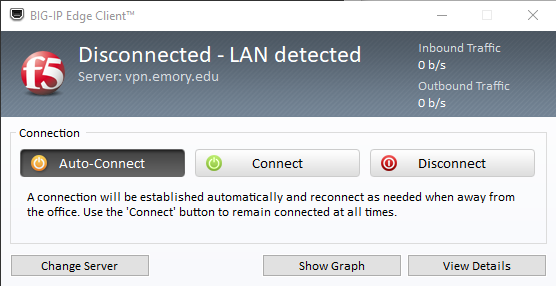 BIG-IP Edge Client™
Disconnected - LAN detected
Server: vpn.emory.edu
Inbound Traffic
0 b/s
Outbound Traffic
0 b/s
f5
Connection
Auto-Connect
Connect
Disconnect
A connection will be established automatically and reconnect as needed when away from
the office. Use the 'Connect' button to remain connected at all times.
Change Server
Show Graph
View Details